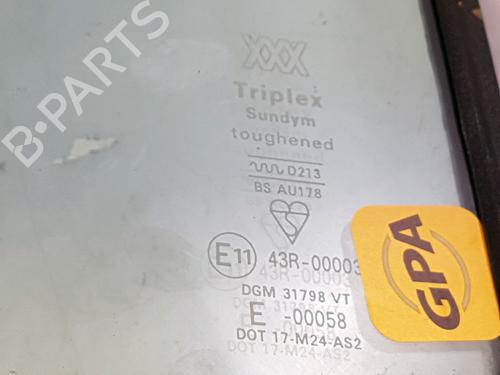 XXX
Triplex
Sundym
toughened
D213
BS AU178
E11 43R-00003
DGM 31798 VT
E -00058
DOT 17-M24-AS2
GPA
B-PARTS